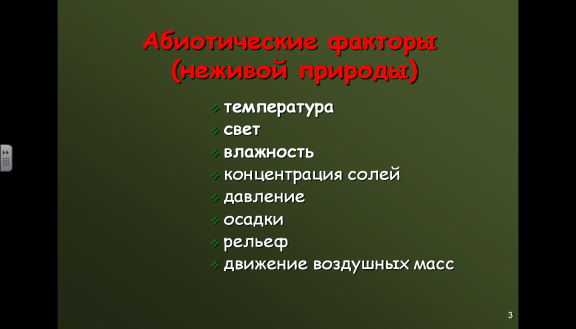 Абиотические факторы
(неживой природы)
температура
свет
влажность
концентрация солей
давление
осадки
рельеф
движение воздушных масс
3